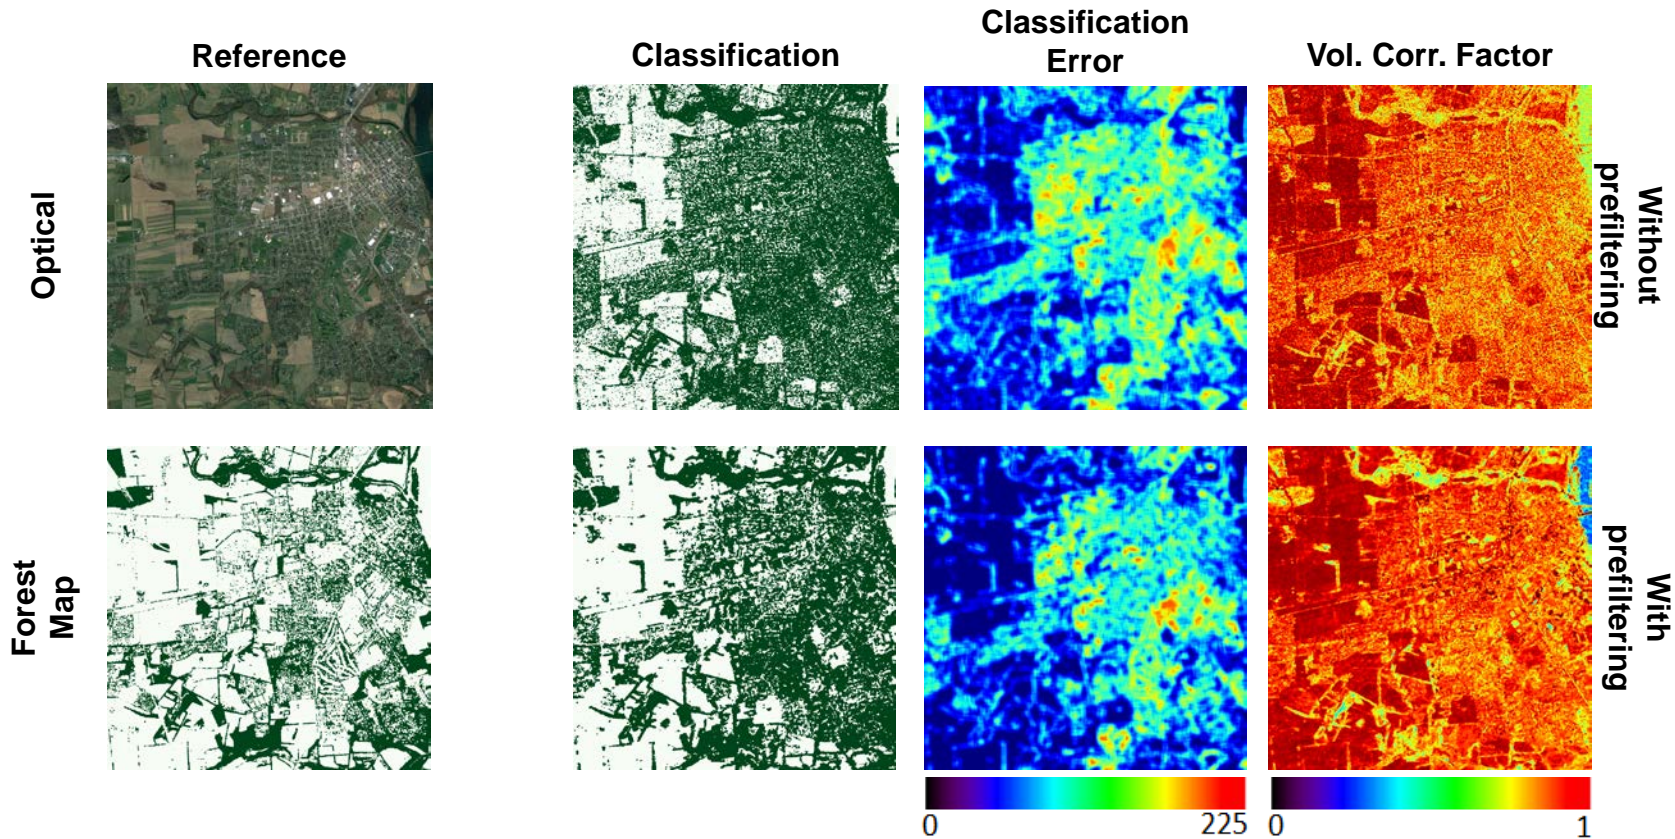 Reference
Classification
Classification
Error
Vol. Corr. Factor
Optical
Without
prefiltering
Forest
Map
With
prefiltering
0
225
0
1